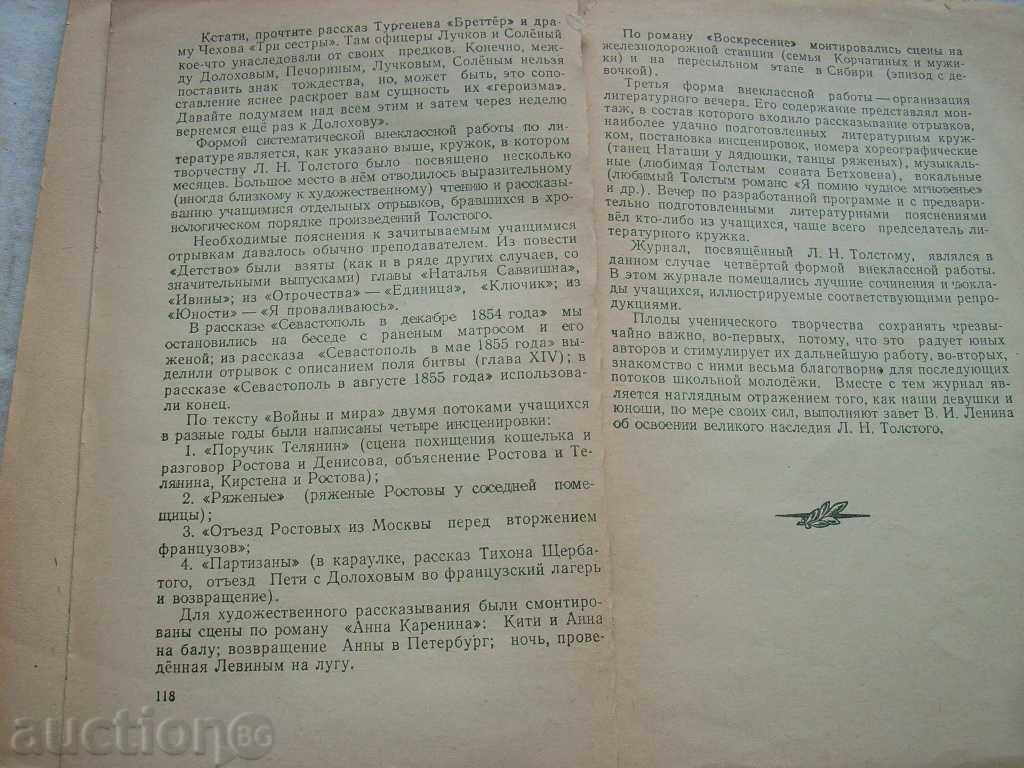 Кстати, прочтите рассказ Тургенева «Бреттёр» и дра-
му Чехова «Три сестры». Там офицеры Лучков и Солёный
кое-что унаследовали от своих предков. Конечно, меж-
ду Долоховым, Печориным, Лучковым, Солёным нельзя
поставить знак тождества, но, может быть, это сопо-
ставление яснее раскроет вам сущность их «героизма».
Давайте подумаем над всем этим и затем через неделю
вернемся ещё раз к Долохову».
Формой систематической внеклассной работы по ли-
тературе является, как указано выше, кружок, в котором
творчеству Л. Н. Толстого было посвящено несколько
месяцев. Большое место в нём отводилось выразительному
(иногда близкому к художественному) чтению и рассказы-
ванию учащимися отдельных отрывков, бравшихся в хро-
нологическом порядке произведений Толстого.
Необходимые пояснения к зачитываемым учащимися
отрывкам давалось обычно преподавателем. Из повести
«Детство» были взяты (как и в ряде других случаев, со
значительными выпусками) главы «Наталья Саввишна»,
«Ивины»; из «Отрочества» — «Единица», «Ключик»; из
«Юности» — «Я проваливаюсь».
В рассказе «Севастополь в декабре 1854 года» мы
остановились на беседе с раненым матросом и его
женой; из рассказа «Севастополь в мае 1855 года» вы-
делили отрывок с описанием поля битвы (глава XIV); в
рассказе «Севастополь в августе 1855 года» использова-
ли конец.
По тексту «Войны и мира» двумя потоками учащихся
в разные годы были написаны четыре инсценировки:
1. «Поручик Телянин» (сцена похищения кошелька и
разговор Ростова и Денисова, объяснение Ростова и Те-
лянина, Кирстена и Ростова);
2. «Ряженые» (ряженые Ростовы у соседней поме-
щицы);
3. «Отъезд Ростовых из Москвы перед вторжением
французов»;
4. «Партизаны» (в караулке, рассказ Тихона Щерба-
того, отъезд Пети с Долоховым во французский лагерь
и возвращение).
Для художественного рассказывания были смонтиро-
ваны сцены по роману «Анна Каренина»: Кити и Анна
на балу; возвращение Анны в Петербург; ночь, прове-
дённая Левиным на лугу.
118
По роману «Воскресение» монтировались сцены на
железнодорожной станции (семья Корчагиных и мужи-
ки) и на пересыльном этапе в Сибири (эпизод с де-
вочкой).
Третья форма внеклассной работы — организация
литературного вечера. Его содержание представлял мон-
таж, в состав которого входило рассказывание отрывков,
наиболее удачно подготовленных литературным круж-
ком, постановка инсценировок, номера хореографические
(танец Наташи у дядюшки, танцы ряженых), музыкаль-
ные (любимая Толстым соната Бетховена), вокальные
(любимый Толстым романс «Я помню чудное мгновенье»
и др.). Вечер по разработанной программе и с предвари-
тельно подготовленными литературными пояснениями
вёл кто-либо из учащихся, чаще всего председатель ли-
тературного кружка.
Журнал, посвящённый Л. Н. Толстому, являлся в
данном случае четвёртой формой внеклассной работы.
В этом журнале помещались лучшие сочинения и докла-
ды учащихся, иллюстрируемые соответствующими репро-
дукциями.
Плоды ученического творчества сохранять чрезвы-
чайно важно, во-первых, потому, что это радует юных
авторов и стимулирует их дальнейшую работу, во-вторых,
знакомство с ними весьма благотворно для последующих
потоков школьной молодёжи. Вместе с тем журнал яв-
ляется наглядным отражением того, как наши девушки и
юноши, по мере своих сил, выполняют завет В. И. Ленина
об освоении великого наследия Л. Н. Толстого,
auction BG